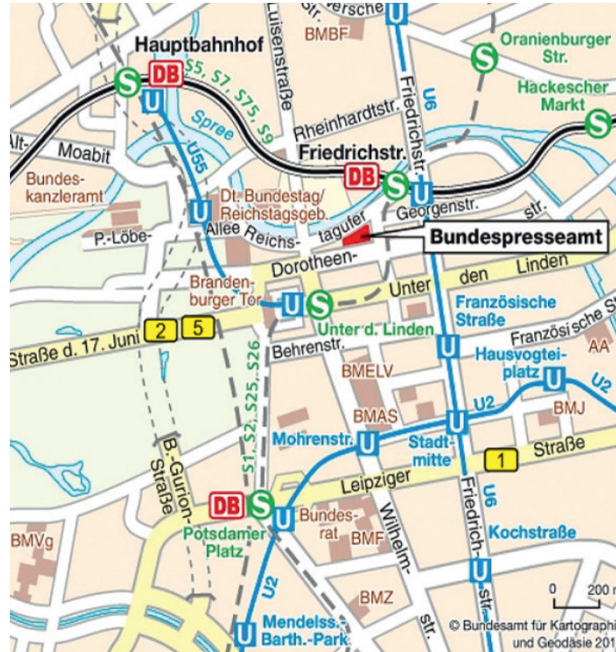 Hauptbahnhof
DB
S
U
S5, S7, S75, S9
Luisenstraße
Str.
BMBF
U
U6
Friedrichstr.
S
Oranienburger
Str.
Hackescher
Markt
S
Reinhardtstr.
Alt-
Moabit
Spree
U55
Friedrichstr.
DB
S
U
Georgenstr.
Bundes-
kanzleramt
U
Dt. Bundestag/
Reichstagsgeb.
P.-Löbe-
Allee
Reichs-
tagufer
str.
Bundespresseamt
Dorotheen-
Branden-
burger Tor
U
S
Unter d. Linden
Unter
den
Linden
Französische
Straße
U
Straße d. 17. Juni
2
5
Behrenstr.
Französische Str
AA
Hausvogtei-
platz
U
U2
BMELV
BMAS
BMJ
S1, S2, S25, S26
Mohrenstr.
U
U2
U
Stadt-
mitte
1
Leipziger
Straße
B.-Gurion-
Straße
DB
S
U
Potsdamer
Platz
Bundes-
rat
BMF
BMVg
Wilhelm-
str.
U6
Friedrich-
str.
Kochstraße
U
BMZ
U2
U
Mendelss.-
Barth.-Park
0
200 m
© Bundesamt für Kartographi
und Geodäsie 201